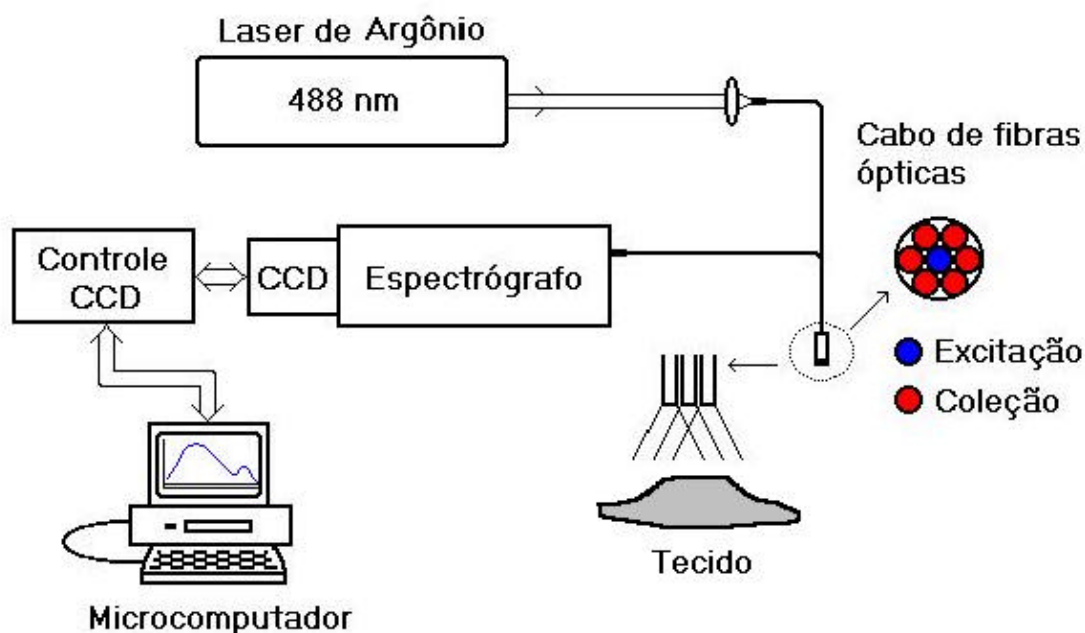 Laser de Argônio
488 nm
Cabo de fibras
ópticas
Controle
CCD
CCD
Espectrógrafo
Excitação
Coleção
Tecido
Microcomputador